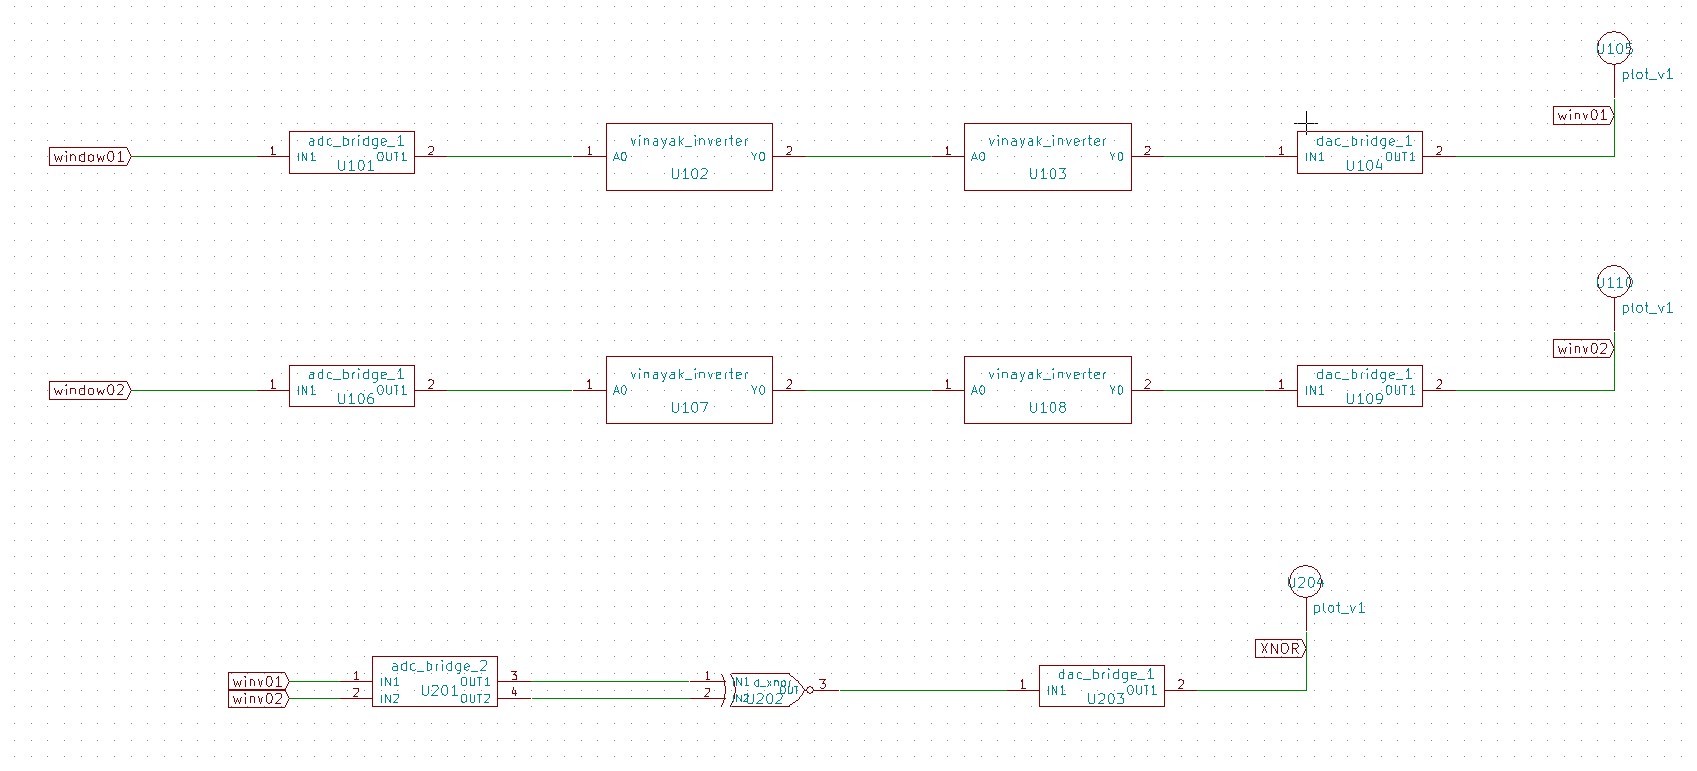 U105
plot_v1
winv01
window01
1
adc_bridge_1
IN1
OUT1
U101
2
1
vinayak_inverter
A0
Y0
U102
2
1
vinayak_inverter
A0
Y0
U103
2
1
dac_bridge_1
IN1
OUT1
U104
2
U110
plot_v1
winv02
window02
1
adc_bridge_1
IN1
OUT1
U106
2
1
vinayak_inverter
A0
Y0
U107
2
1
vinayak_inverter
A0
Y0
U108
2
1
dac_bridge_1
IN1
OUT1
U109
2
U204
plot_v1
XNOR
winv01
winv02
1
2
adc_bridge_2
IN1
OUT1
U201
IN2
OUT2
3
4
1
2
IN1
d_xnor
OUT
IN2
U202
3
1
dac_bridge_1
IN1
OUT1
U203
2